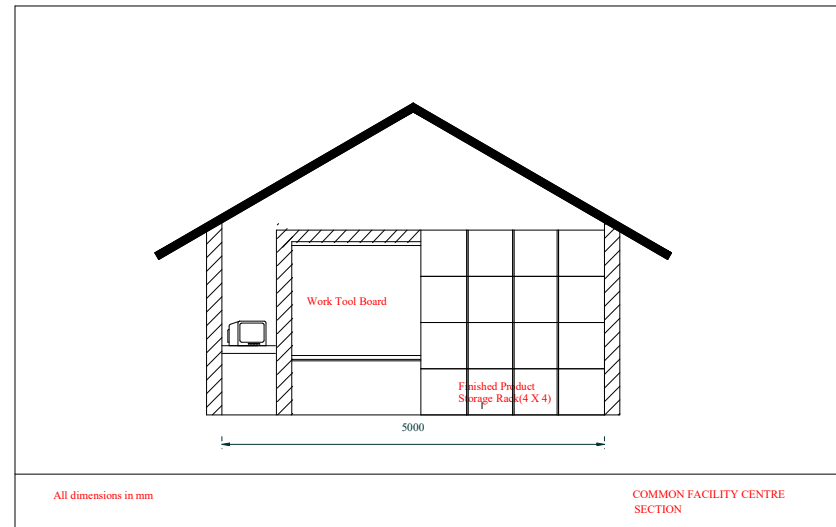 Work Tool Board
Finished Product
Storage Rack(4 X 4)
5000
All dimensions in mm
COMMON FACILITY CENTRE
SECTION